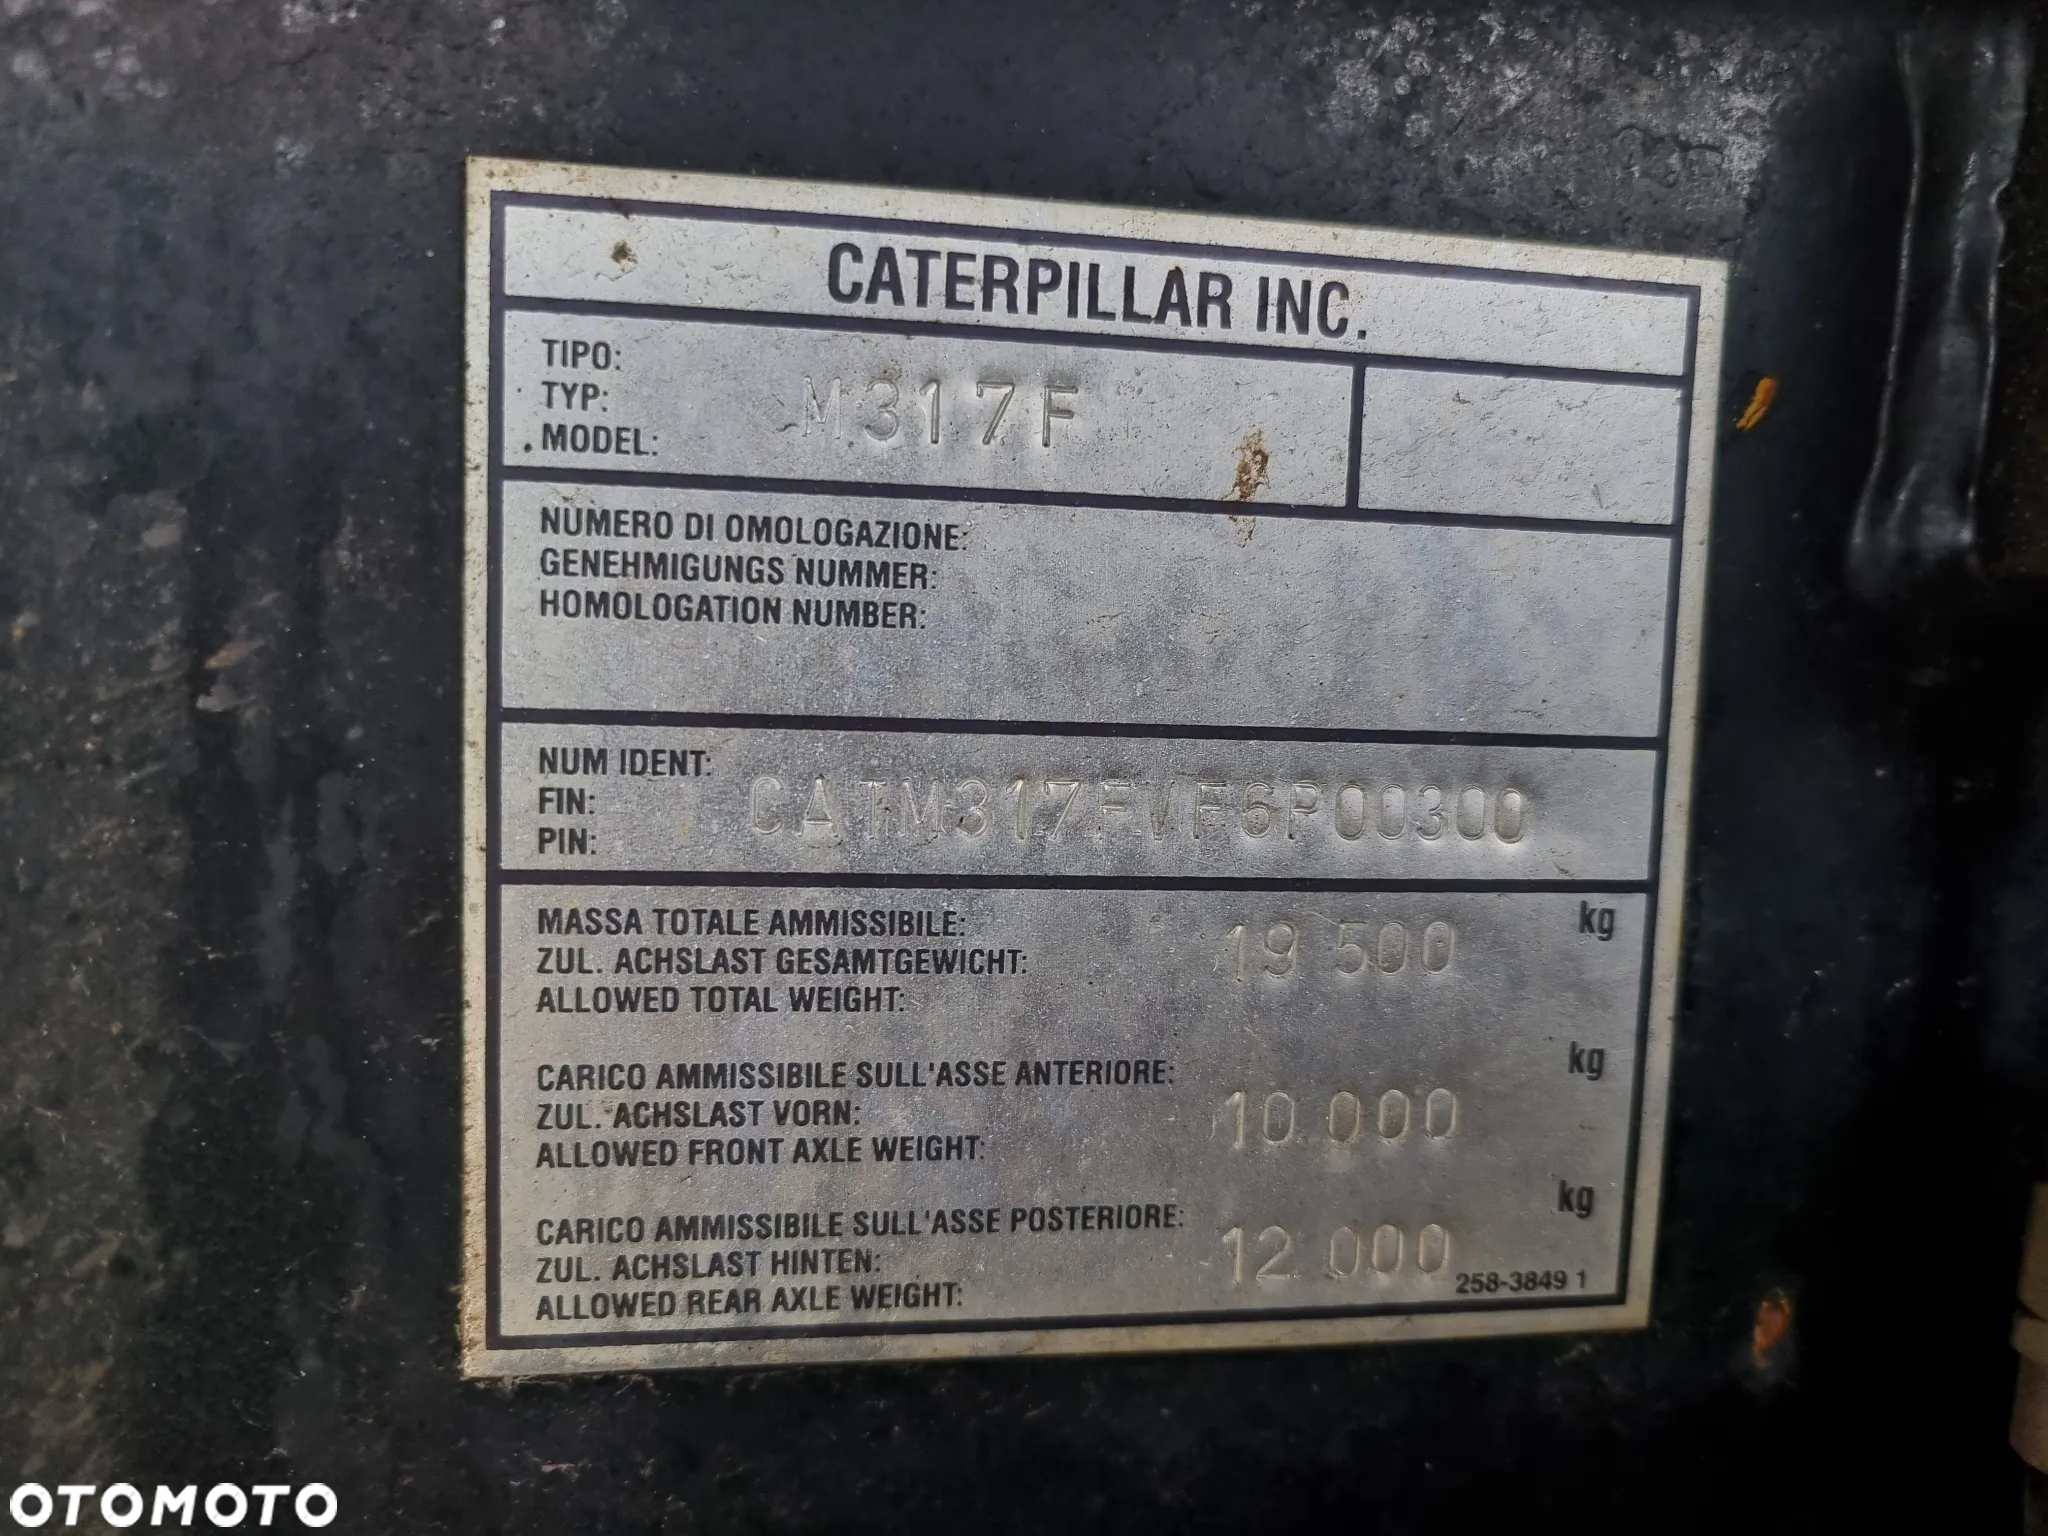 CATERPILLAR INC.
TIPO:
TYP:
MODEL:
M317F
NUMERO DI OMOLOGAZIONE:
GENEHMIGUNGS NUMMER:
HOMOLOGATION NUMBER:
NUM IDENT:
FIN:
PIN:
CATM317FVF6P00300
MASSA TOTALE AMMISSIBILE:
ZUL. ACHSLAST GESAMTGEWICHT:
ALLOWED TOTAL WEIGHT:
19 500 kg
CARICO AMMISSIBILE SULL'ASSE ANTERIORE:
ZUL. ACHSLAST VORN:
ALLOWED FRONT AXLE WEIGHT:
10 000 kg
CARICO AMMISSIBILE SULL'ASSE POSTERIORE:
ZUL. ACHSLAST HINTEN:
ALLOWED REAR AXLE WEIGHT:
12 000 kg
258-3849 1
OTOMOTO